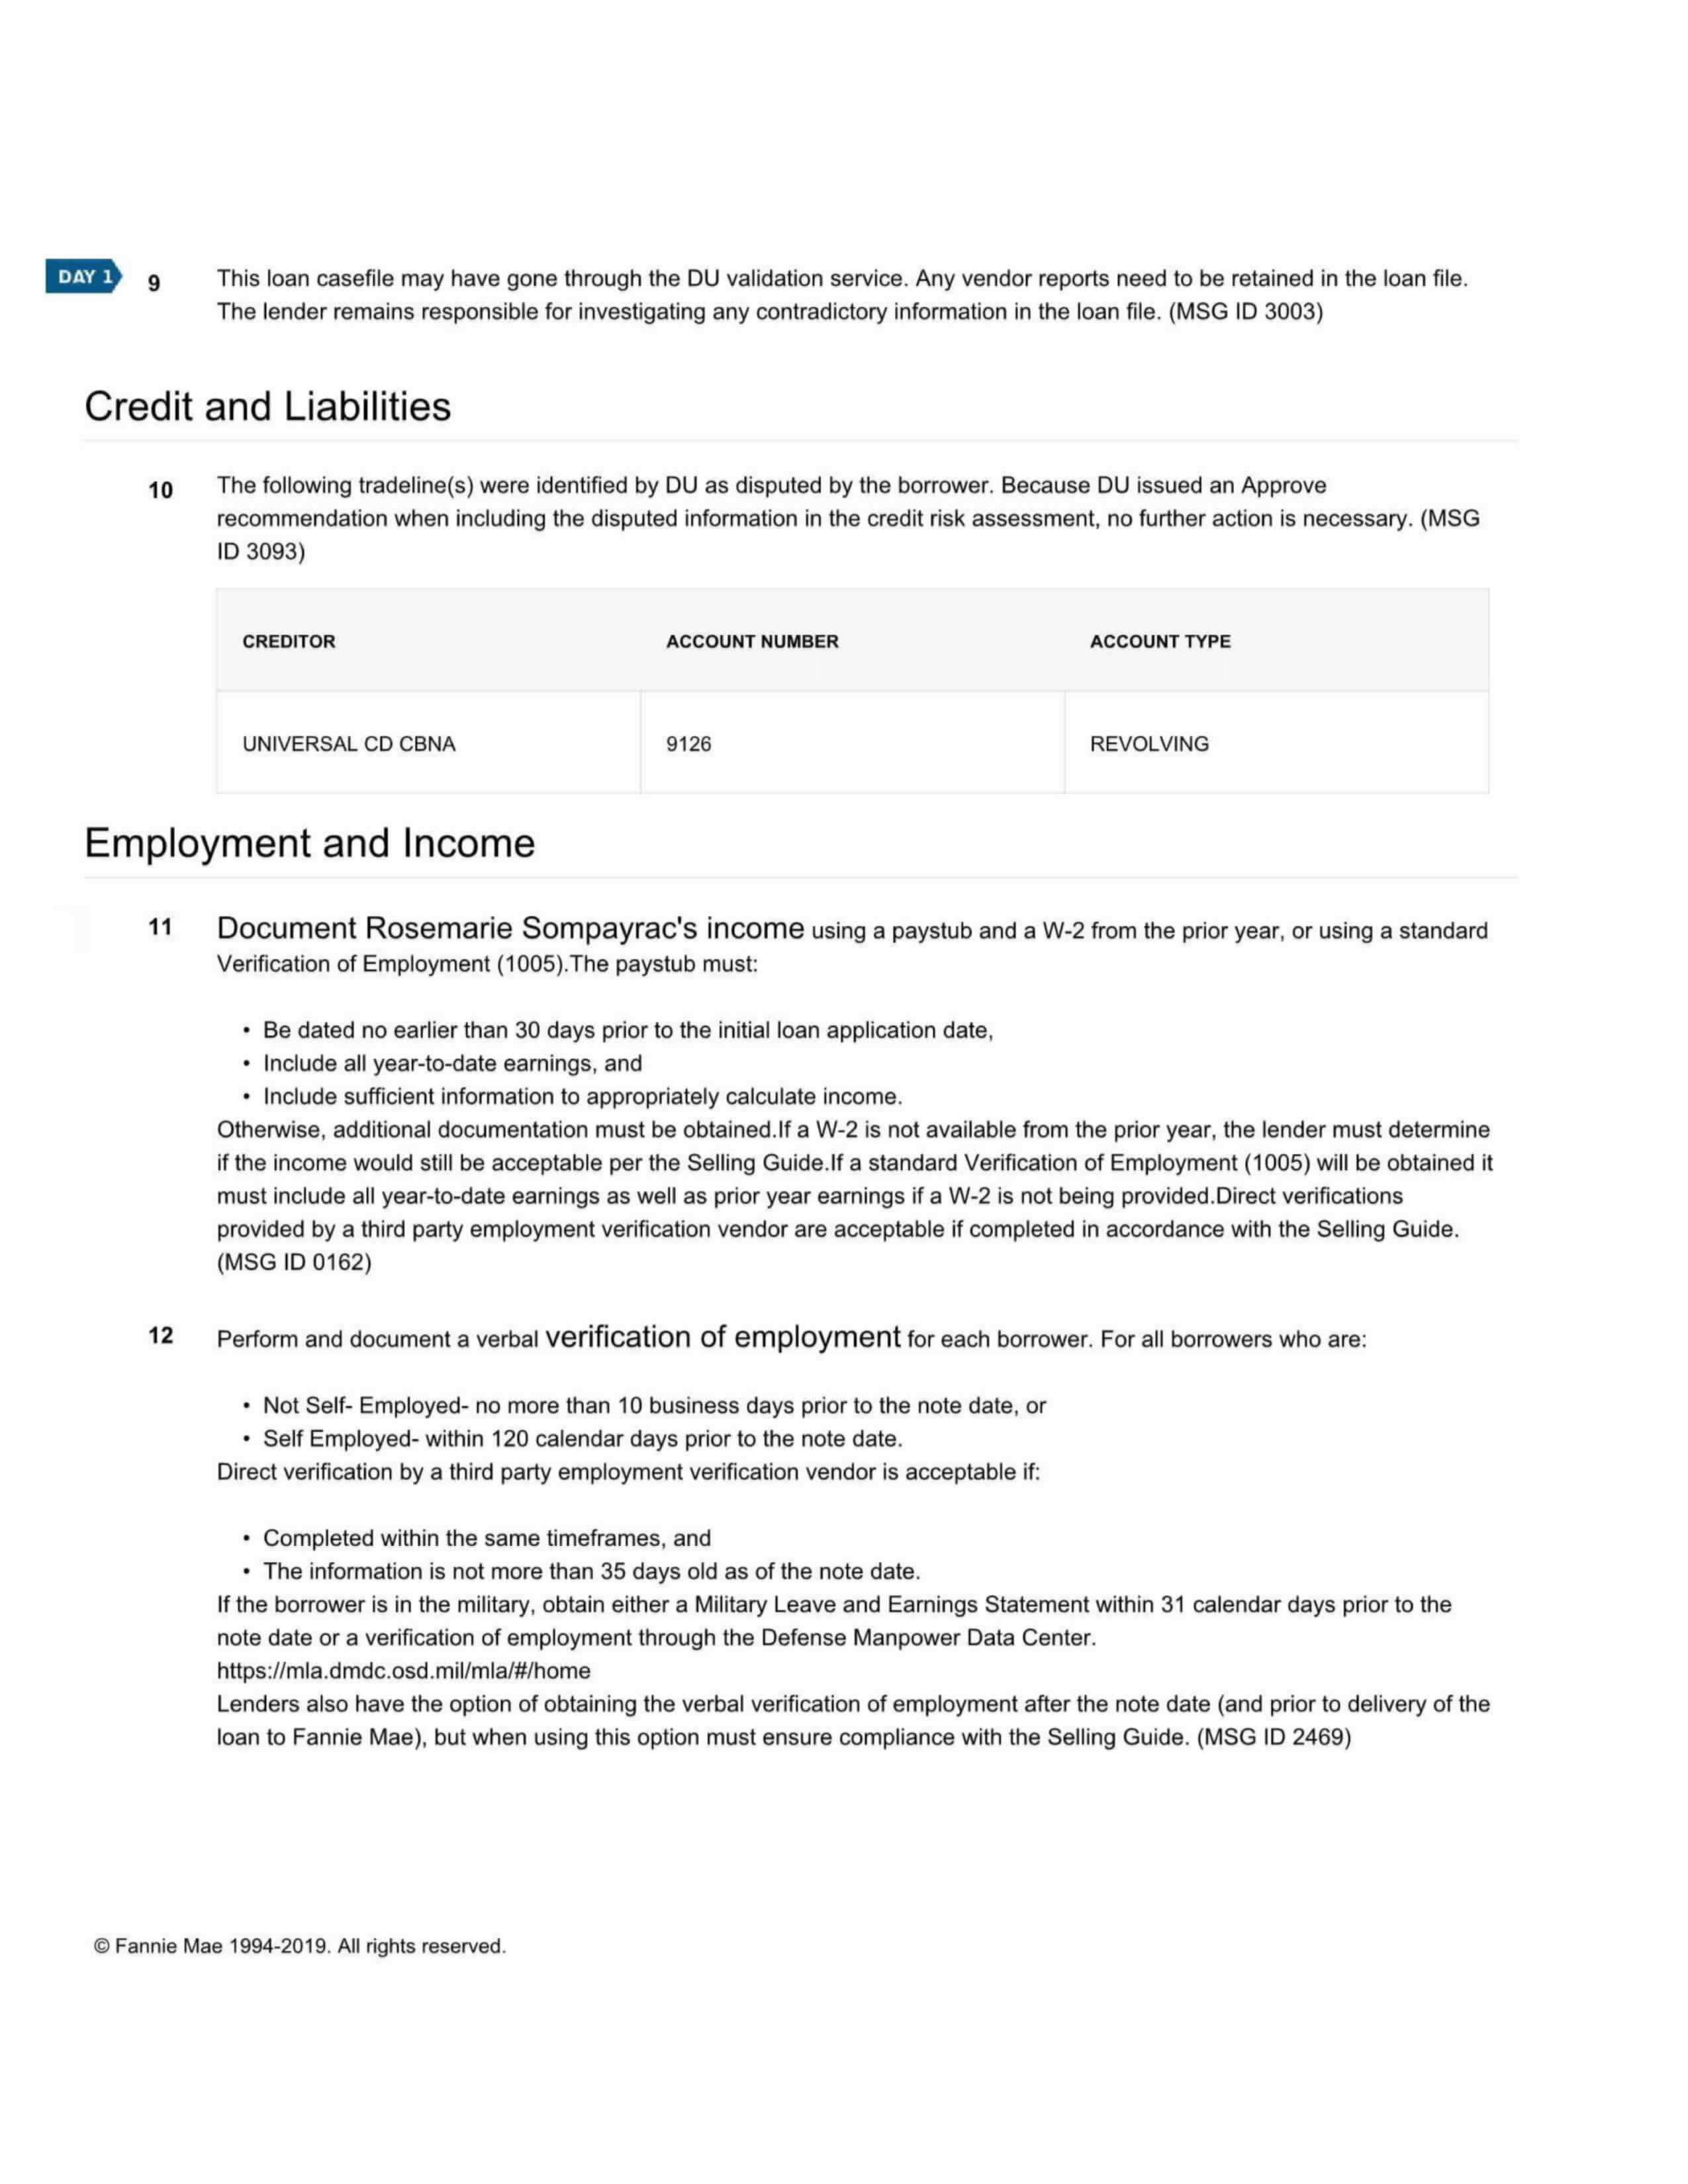 DAY 1
9 This loan casefile may have gone through the DU validation service. Any vendor reports need to be retained in the loan file.
The lender remains responsible for investigating any contradictory information in the loan file. (MSG ID 3003)
Credit and Liabilities
10 The following tradeline(s) were identified by DU as disputed by the borrower. Because DU issued an Approve
recommendation when including the disputed information in the credit risk assessment, no further action is necessary. (MSG
ID 3093)
CREDITOR ACCOUNT NUMBER ACCOUNT TYPE
UNIVERSAL CD CBNA 9126 REVOLVING
Employment and Income
11 Document Rosemarie Sompayrac's income using a paystub and a W-2 from the prior year, or using a standard
Verification of Employment (1005).The paystub must:
• Be dated no earlier than 30 days prior to the initial loan application date,
• Include all year-to-date earnings, and
• Include sufficient information to appropriately calculate income.
Otherwise, additional documentation must be obtained.If a W-2 is not available from the prior year, the lender must determine
if the income would still be acceptable per the Selling Guide.If a standard Verification of Employment (1005) will be obtained it
must include all year-to-date earnings as well as prior year earnings if a W-2 is not being provided.Direct verifications
provided by a third party employment verification vendor are acceptable if completed in accordance with the Selling Guide.
(MSG ID 0162)
12 Perform and document a verbal verification of employment for each borrower. For all borrowers who are:
• Not Self- Employed- no more than 10 business days prior to the note date, or
• Self Employed- within 120 calendar days prior to the note date.
Direct verification by a third party employment verification vendor is acceptable if:
• Completed within the same timeframes, and
• The information is not more than 35 days old as of the note date.
If the borrower is in the military, obtain either a Military Leave and Earnings Statement within 31 calendar days prior to the
note date or a verification of employment through the Defense Manpower Data Center.
https://mla.dmdc.osd.mil/mla/#/home
Lenders also have the option of obtaining the verbal verification of employment after the note date (and prior to delivery of the
loan to Fannie Mae), but when using this option must ensure compliance with the Selling Guide. (MSG ID 2469)
© Fannie Mae 1994-2019. All rights reserved.